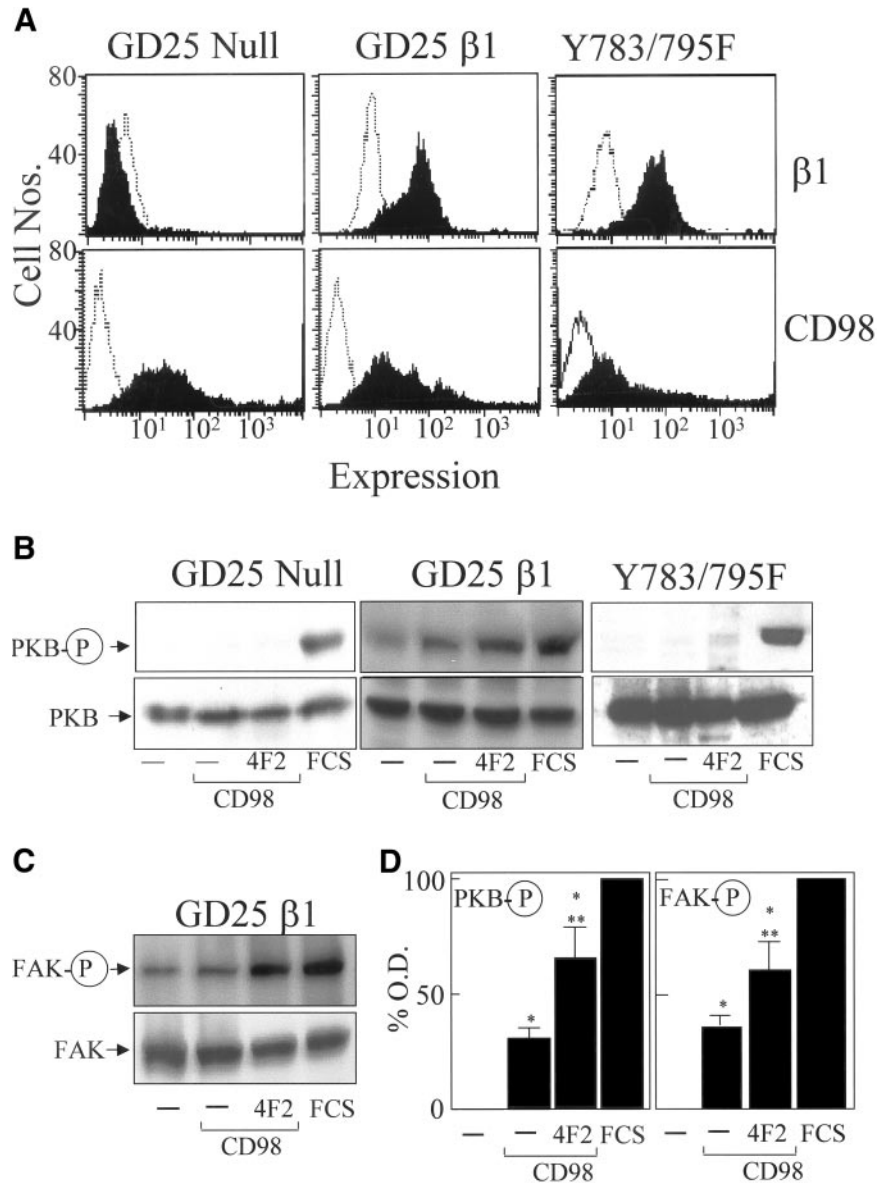 A
GD25 Null GD25 β1 Y783/795F
80
40
β1
Cell Nos.
80
40
CD98
10¹ 10² 10³ 10¹ 10² 10³ 10¹ 10² 10³
Expression
B
GD25 Null GD25 β1 Y783/795F
PKB-P
PKB
– – 4F2 FCS – – 4F2 FCS – – 4F2 FCS
CD98 CD98 CD98
C
GD25 β1
FAK-P
FAK
– – 4F2 FCS
CD98
D
100
50
0
% O.D.
PKB-P FAK-P
* * ** * * **
– – 4F2 FCS – – 4F2 FCS
CD98 CD98